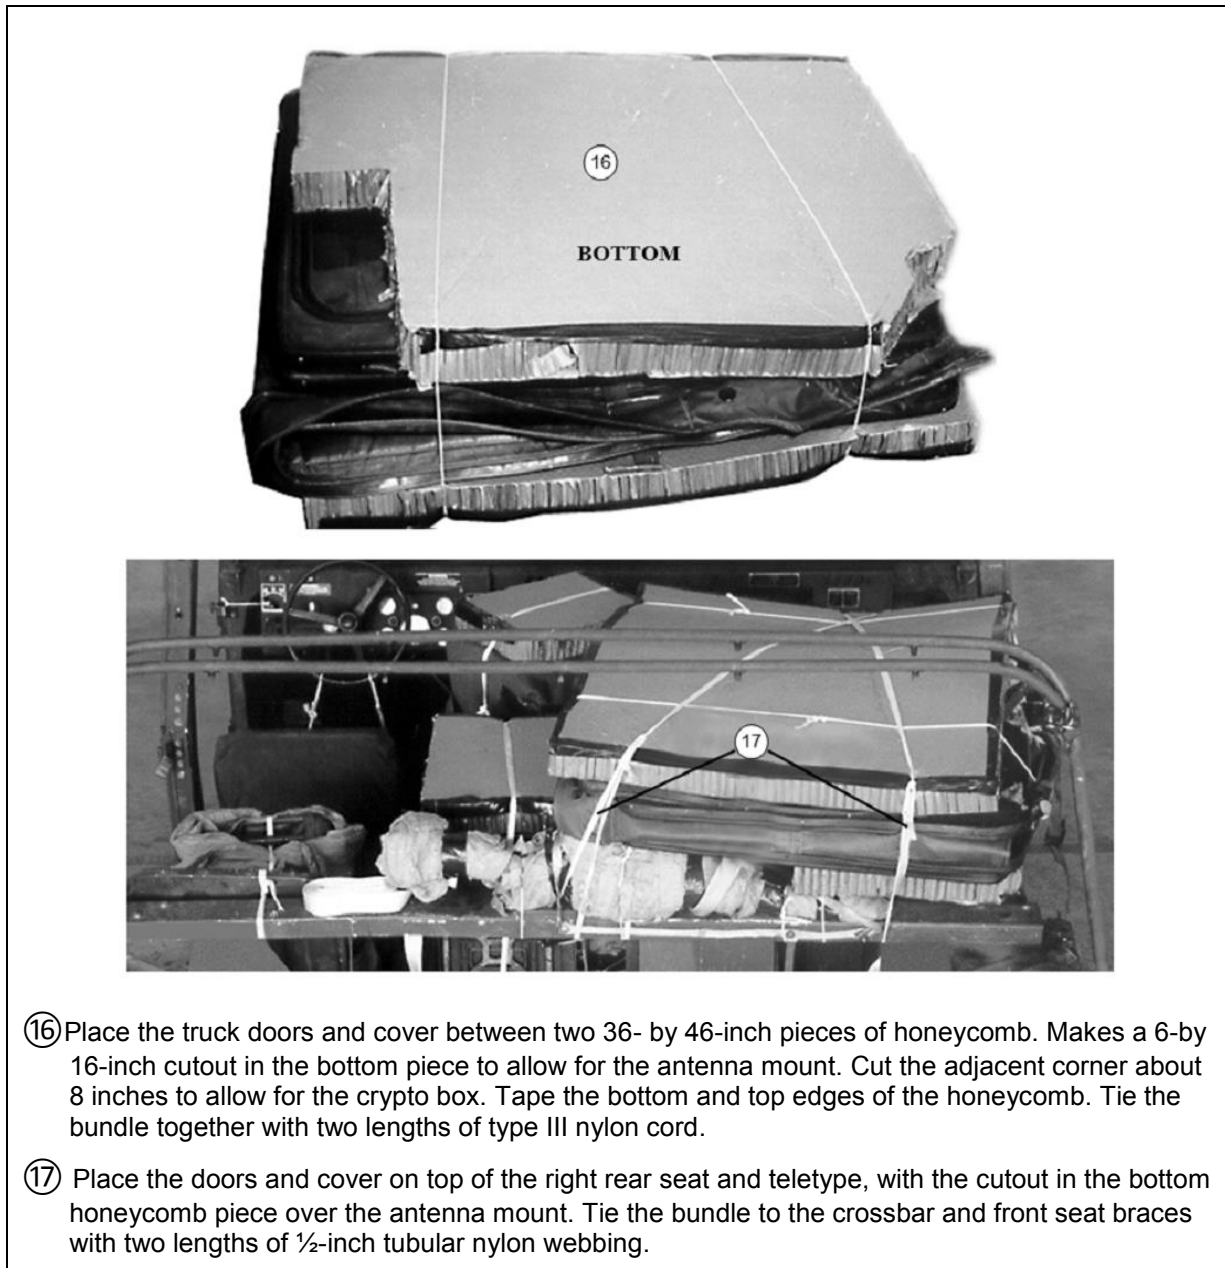 16
BOTTOM
17
⑯Place the truck doors and cover between two 36- by 46-inch pieces of honeycomb. Makes a 6-by
16-inch cutout in the bottom piece to allow for the antenna mount. Cut the adjacent corner about
8 inches to allow for the crypto box. Tape the bottom and top edges of the honeycomb. Tie the
bundle together with two lengths of type III nylon cord.
⑰ Place the doors and cover on top of the right rear seat and teletype, with the cutout in the bottom
honeycomb piece over the antenna mount. Tie the bundle to the crossbar and front seat braces
with two lengths of ½-inch tubular nylon webbing.